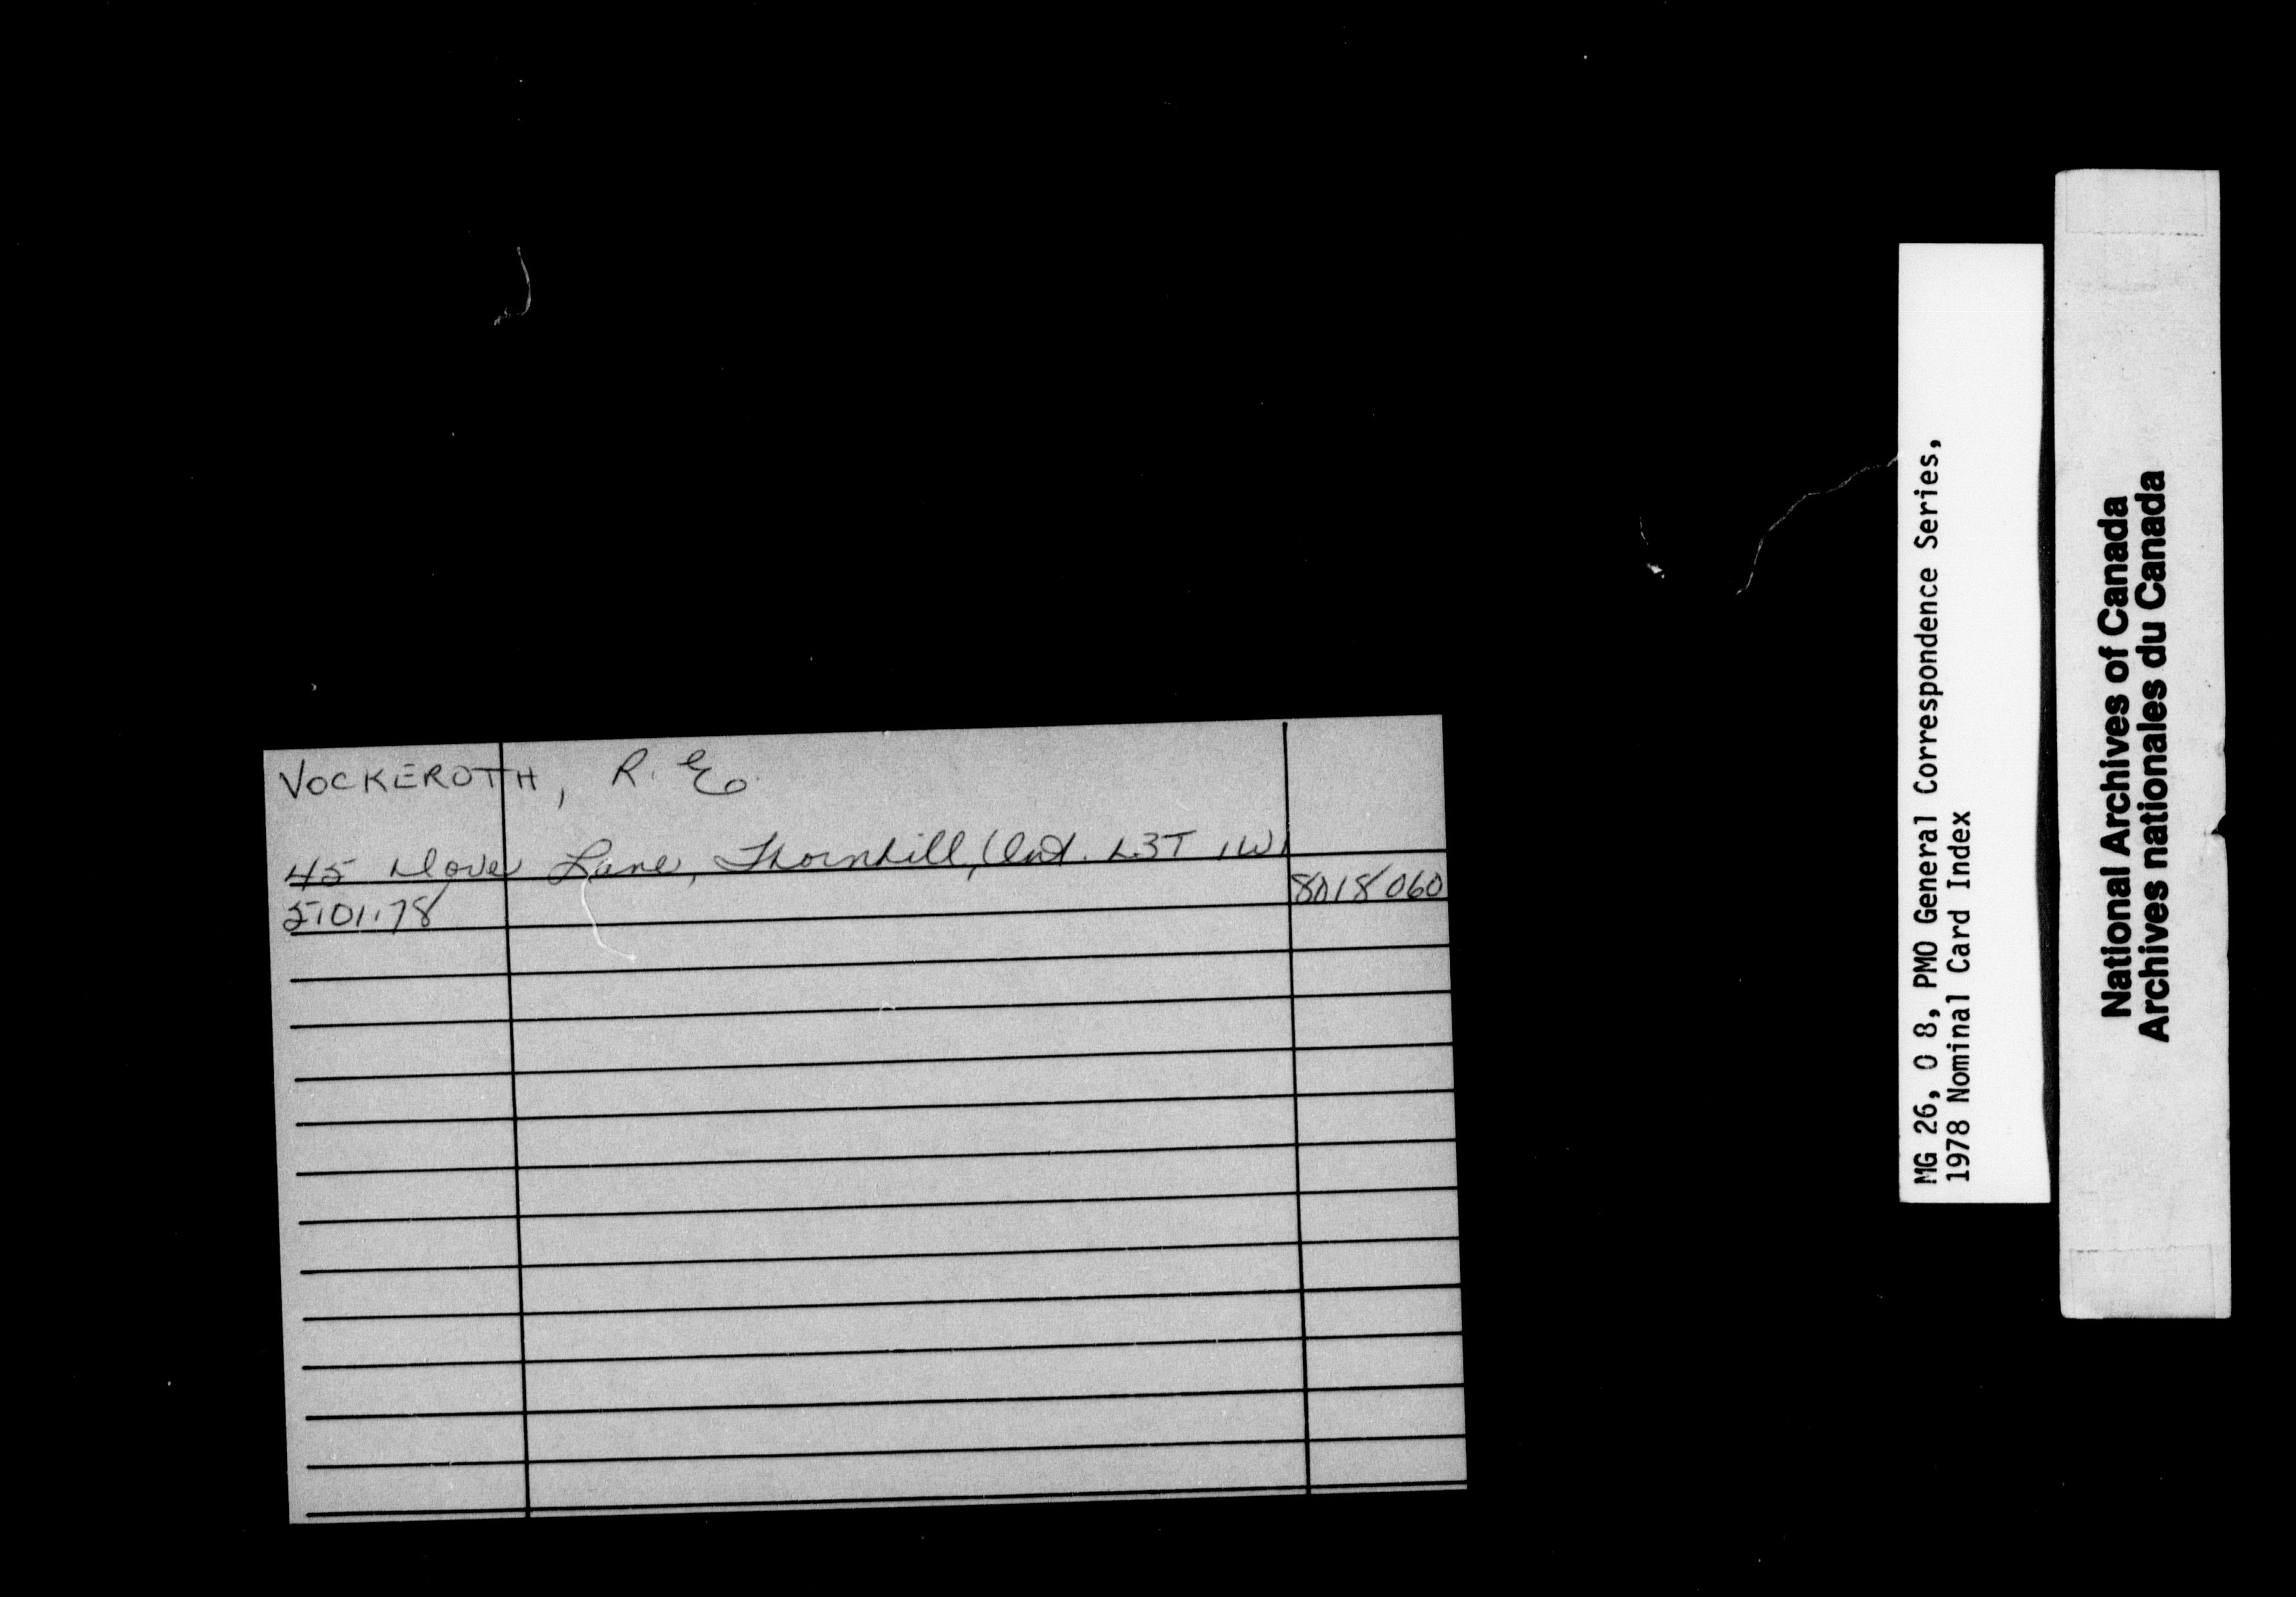 VOCKEROTH, R. E.
45 Dove Lane, Thornhill, Ont. L3T 1W1
5.01.78 8018060
MG 26, O 8, PMO General Correspondence Series,
1978 Nominal Card Index
National Archives of Canada
Archives nationales du Canada